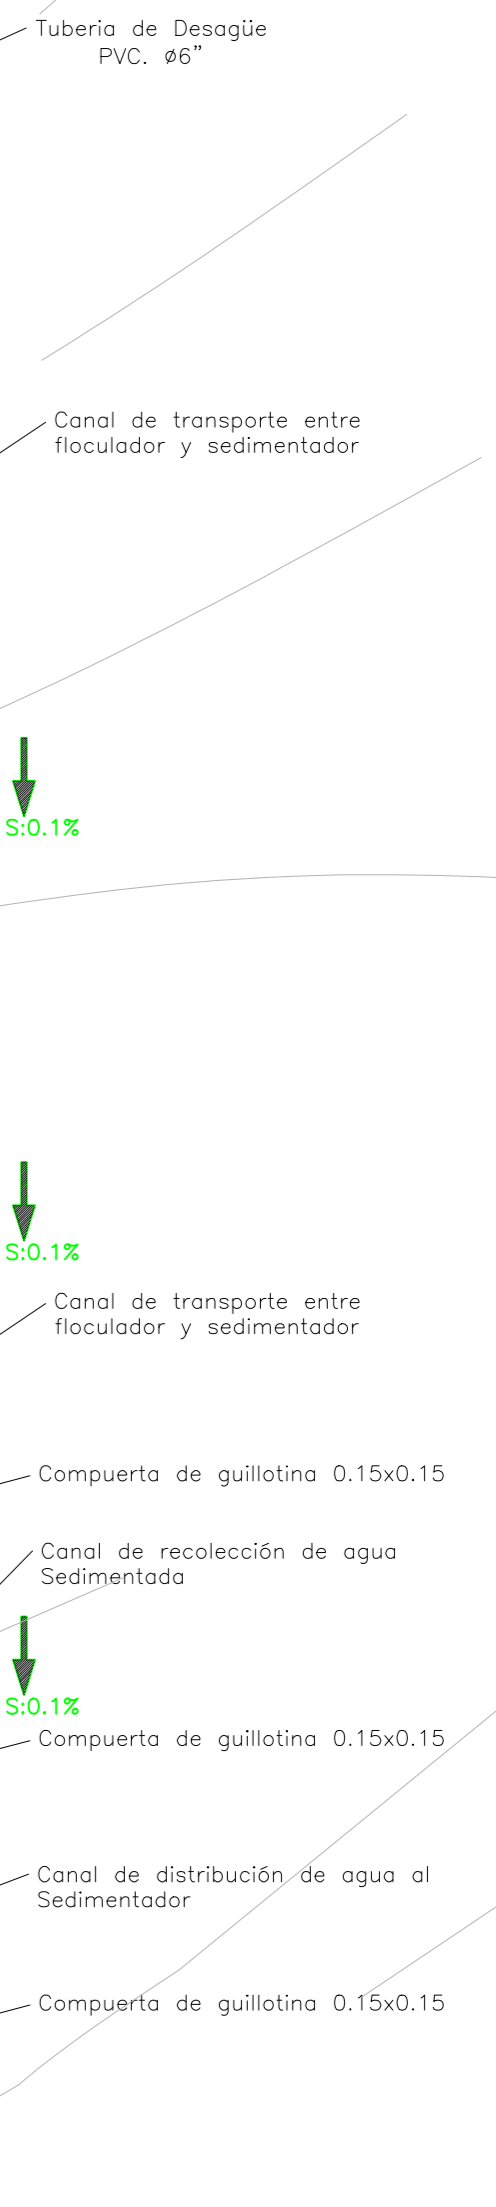 Tuberia de Desagüe
PVC. ø6”
Canal de transporte entre
floculador y sedimentador
S:0.1%
S:0.1%
Canal de transporte entre
floculador y sedimentador
Compuerta de guillotina 0.15x0.15
Canal de recolección de agua
Sedimentada
S:0.1%
Compuerta de guillotina 0.15x0.15
Canal de distribución de agua al
Sedimentador
Compuerta de guillotina 0.15x0.15